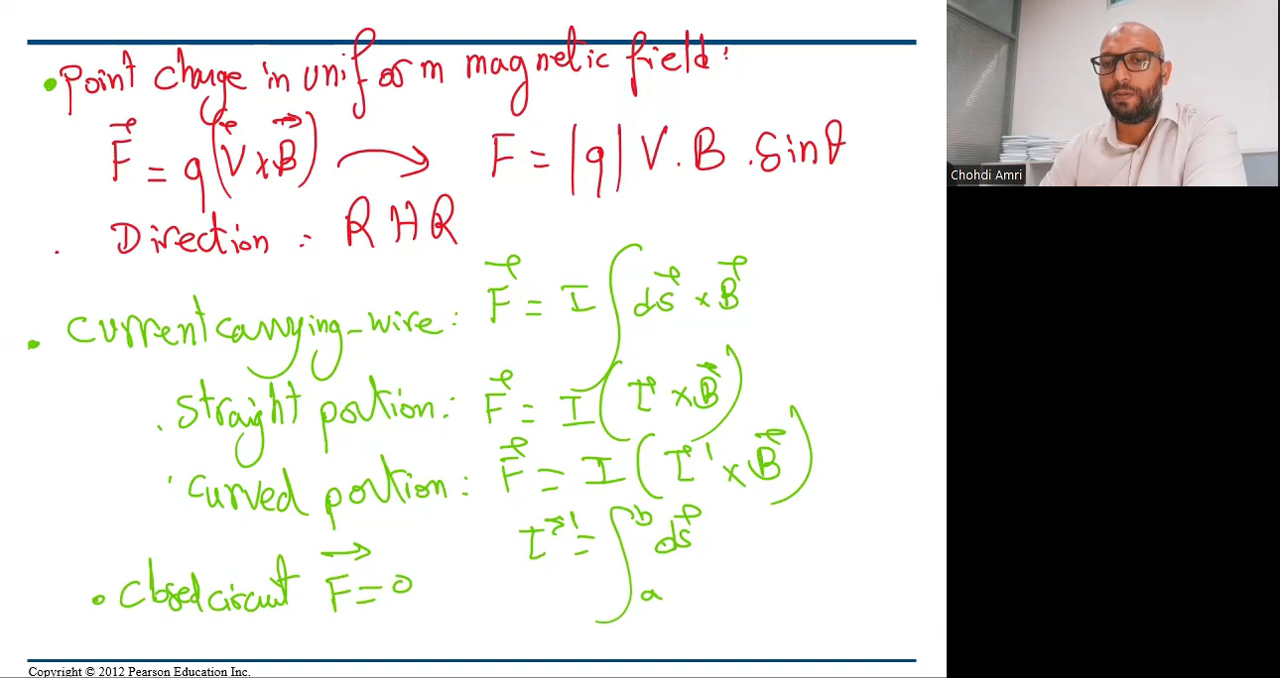 • Point charge in uniform magnetic field:
F⃗ = q(V⃗ × B⃗) ⟶ F = |q| V . B . Sinθ
. Direction : RHR
• current carrying-wire : F⃗ = I ∫ ds⃗ × B⃗
. straight portion : F⃗ = I (L⃗ × B⃗)
. curved portion : F⃗ = I (L⃗' × B⃗)
L⃗' = ∫ₐᵇ ds⃗
• closed circuit F⃗ = 0
Copyright © 2012 Pearson Education Inc.
Chohdi Amri